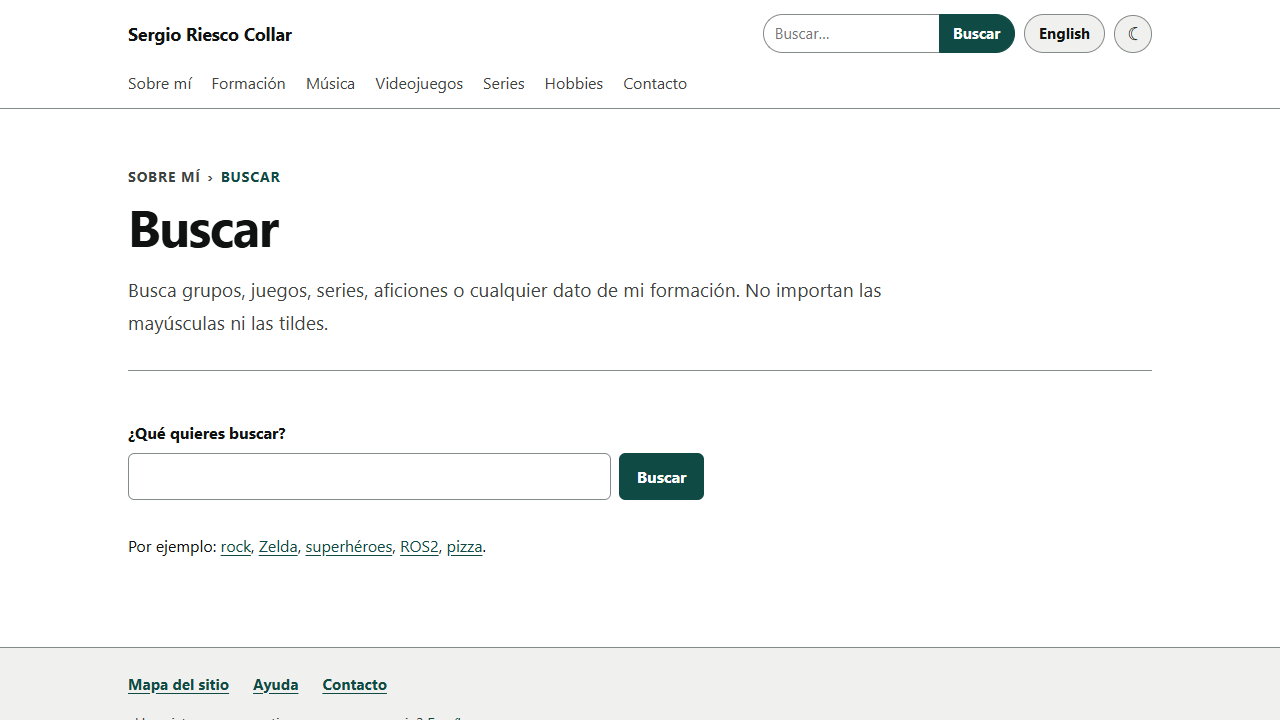 Sergio Riesco Collar
Buscar...
Buscar
English
Sobre mí
Formación
Música
Videojuegos
Series
Hobbies
Contacto
SOBRE MÍ › BUSCAR
Buscar
Busca grupos, juegos, series, aficiones o cualquier dato de mi formación. No importan las
mayúsculas ni las tildes.
¿Qué quieres buscar?
Buscar
Por ejemplo: rock, Zelda, superhéroes, ROS2, pizza.
Mapa del sitio
Ayuda
Contacto